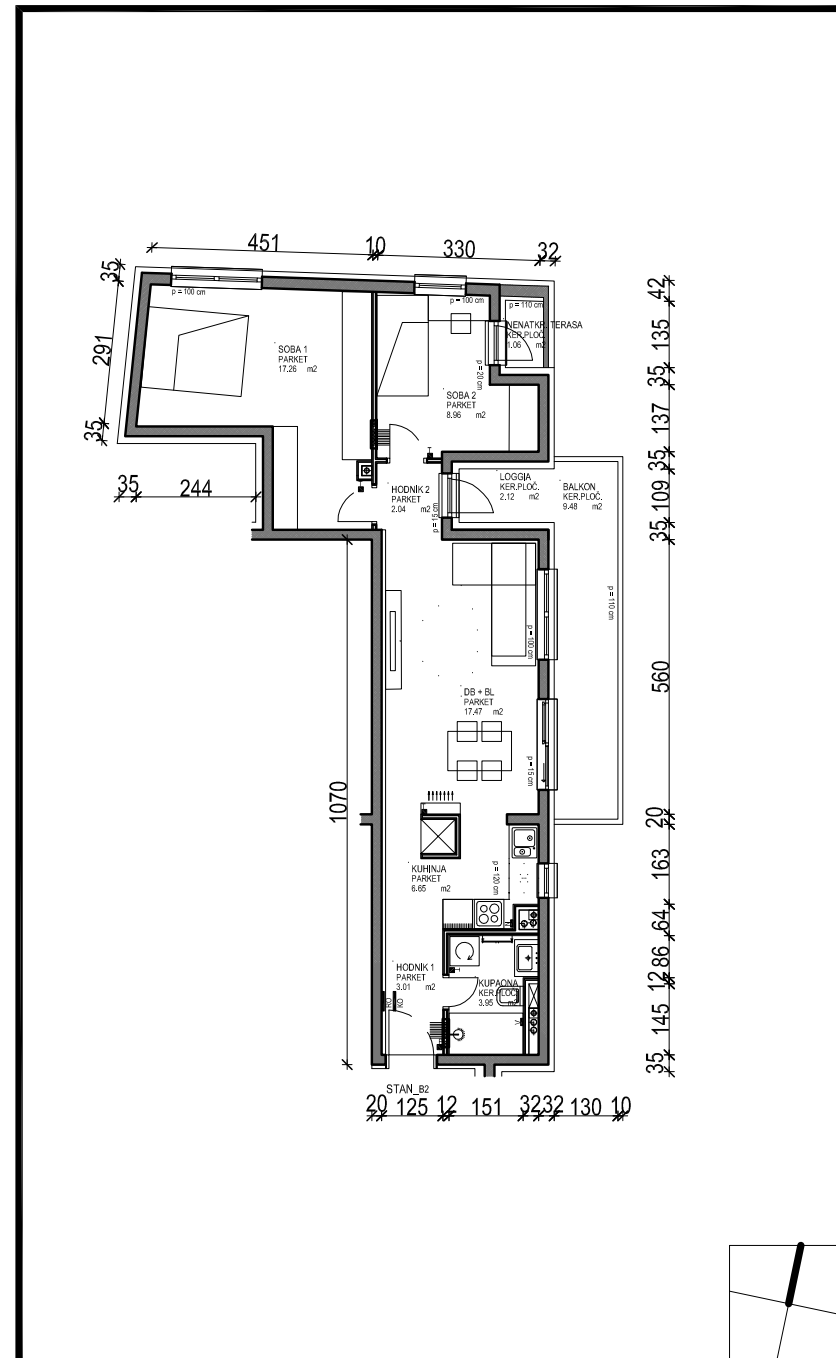 451
10
330
32
35
291
35
35
244
p = 100 cm
SOBA 1
PARKET
17.26 m2
p = 100 cm
p = 110 cm
NENATKR. TERASA
KER.PLOČ.
1.06 m2
p = 20 cm
SOBA 2
PARKET
8.96 m2
HODNIK 2
PARKET
2.04 m2
p = 15 cm
LOGGIA
KER.PLOČ.
2.12 m2
BALKON
KER.PLOČ.
9.48 m2
p = 110 cm
p = 100 cm
DB + BL
PARKET
17.47 m2
p = 15 cm
1070
KUHINJA
PARKET
6.65 m2
p = 120 cm
HODNIK 1
PARKET
3.01 m2
RO
KO
KUPAONA
KER.PLOČ.
3.95 m2
STAN_B2
42
135
35
137
35
109
35
560
20
163
64
86
12
145
35
20
125
12
151
32
32
130
10